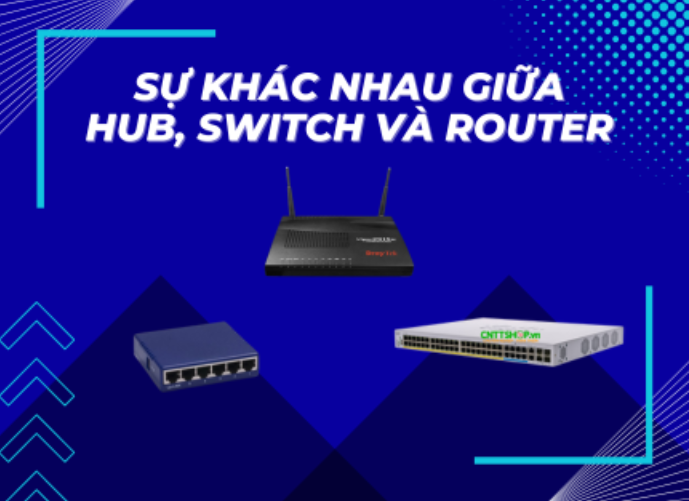 SỰ KHÁC NHAU GIỮA
HUB, SWITCH VÀ ROUTER
CNTTSHOP.vn